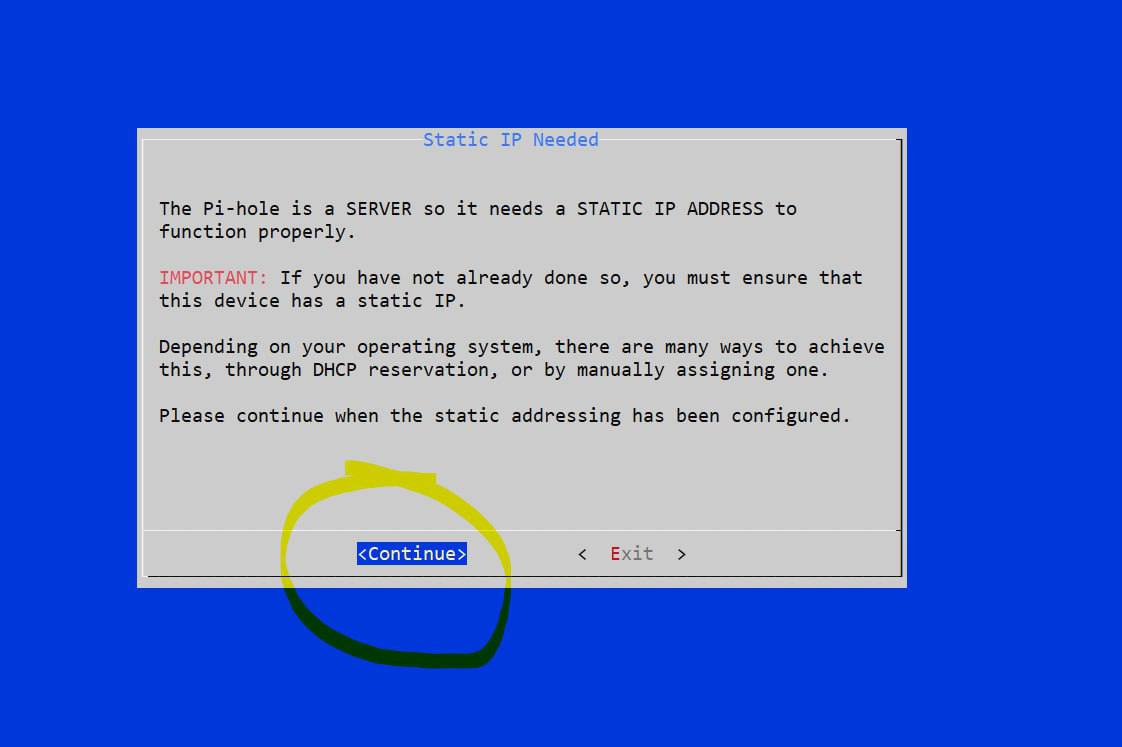 Static IP Needed
The Pi-hole is a SERVER so it needs a STATIC IP ADDRESS to
function properly.
IMPORTANT: If you have not already done so, you must ensure that
this device has a static IP.
Depending on your operating system, there are many ways to achieve
this, through DHCP reservation, or by manually assigning one.
Please continue when the static addressing has been configured.
<Continue> < Exit >